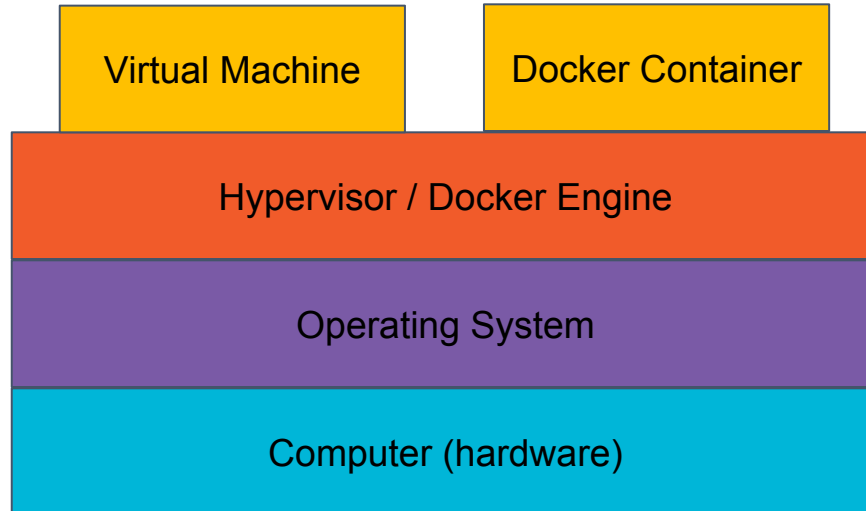 Virtual Machine
Docker Container
Hypervisor / Docker Engine
Operating System
Computer (hardware)